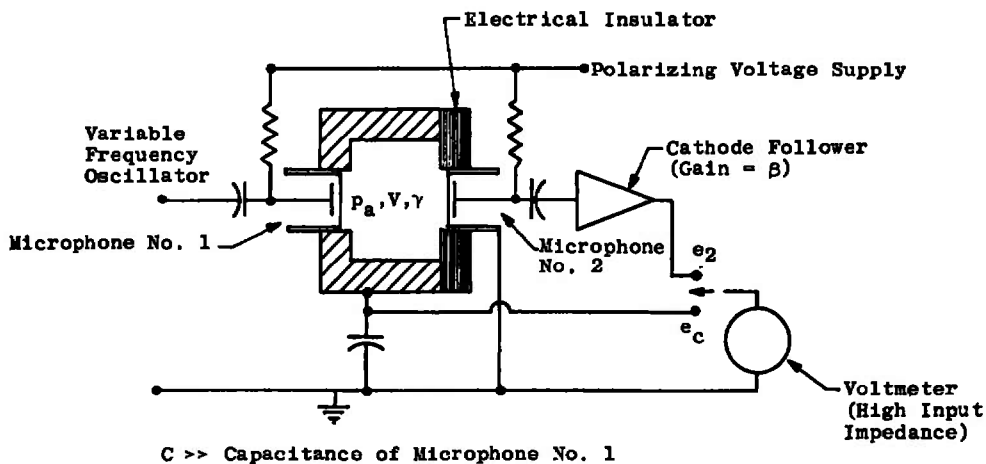 Electrical Insulator
Polarizing Voltage Supply
Variable
Frequency
Oscillator
Cathode Follower
(Gain = β)
p_a, V, γ
Microphone No. 1
Microphone
No. 2
e_2
e_c
Voltmeter
(High Input
Impedance)
C >> Capacitance of Microphone No. 1